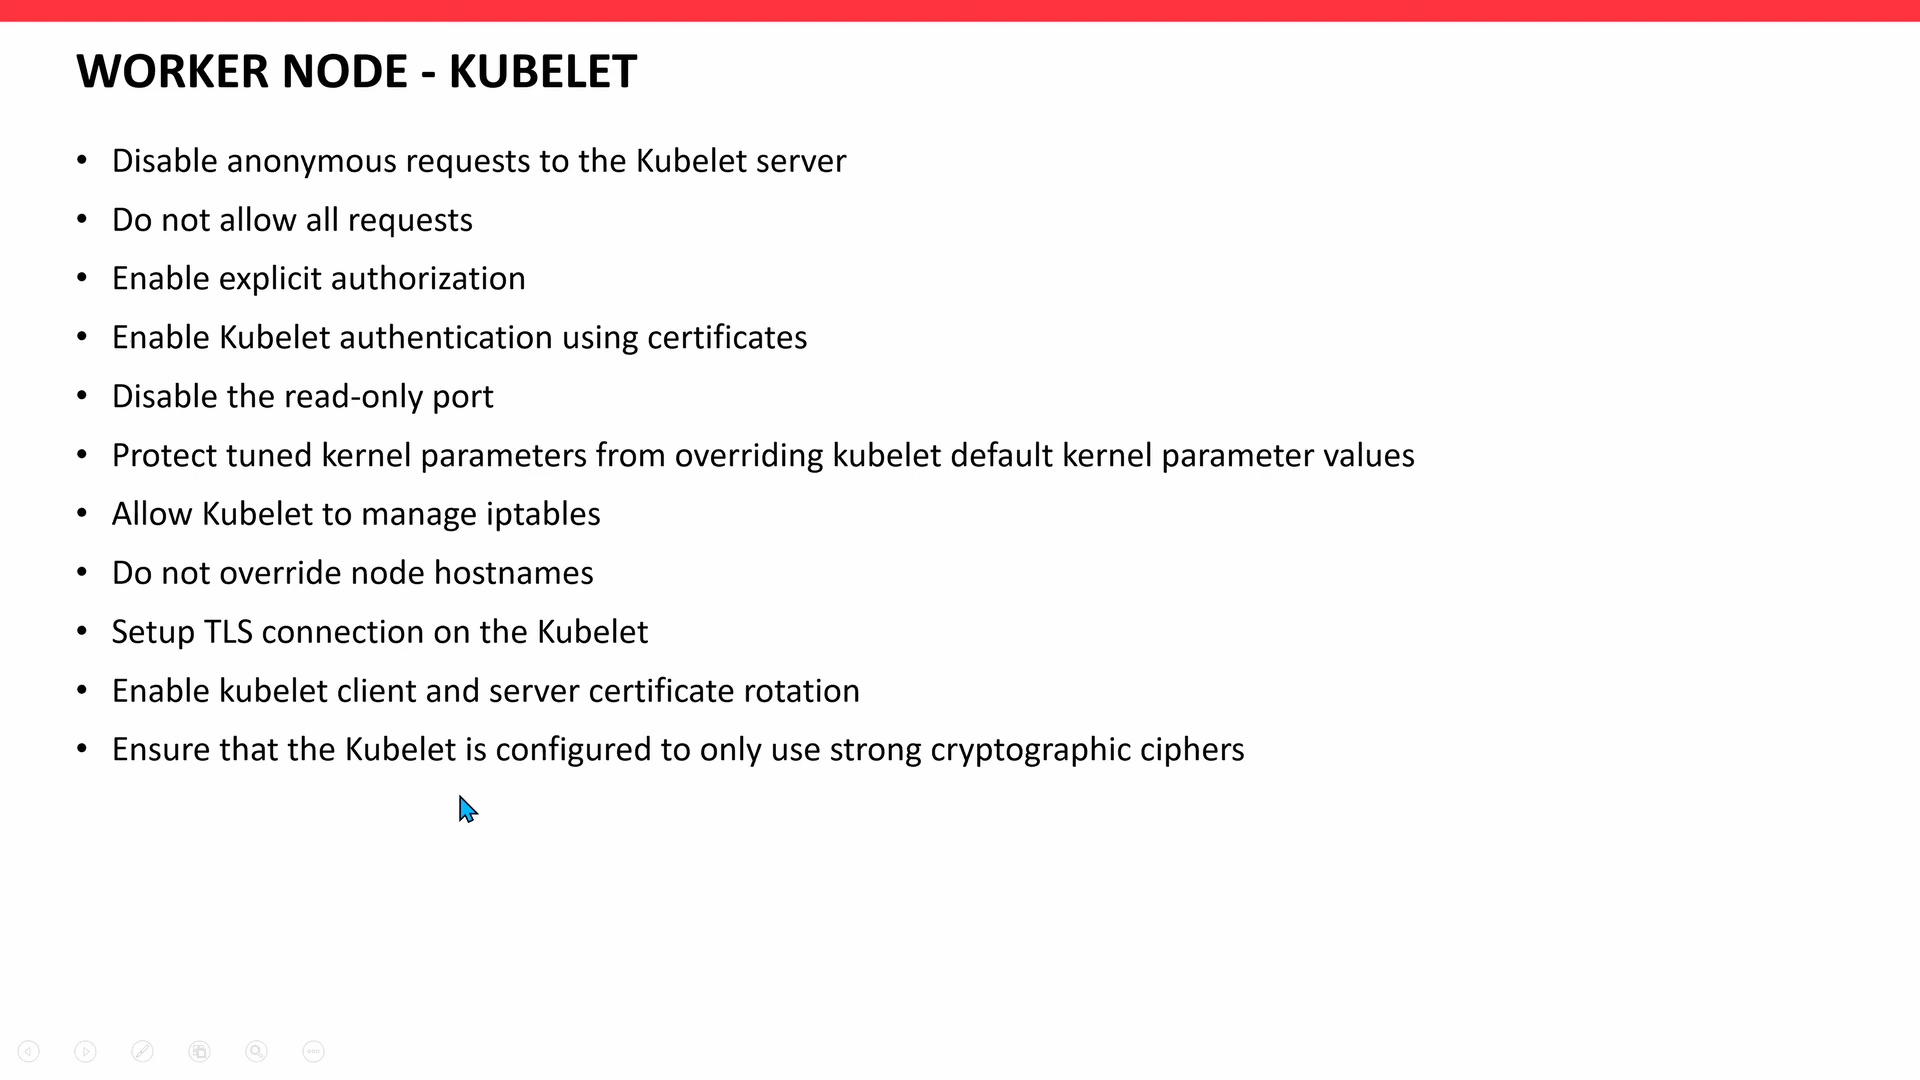 WORKER NODE - KUBELET
• Disable anonymous requests to the Kubelet server
• Do not allow all requests
• Enable explicit authorization
• Enable Kubelet authentication using certificates
• Disable the read-only port
• Protect tuned kernel parameters from overriding kubelet default kernel parameter values
• Allow Kubelet to manage iptables
• Do not override node hostnames
• Setup TLS connection on the Kubelet
• Enable kubelet client and server certificate rotation
• Ensure that the Kubelet is configured to only use strong cryptographic ciphers